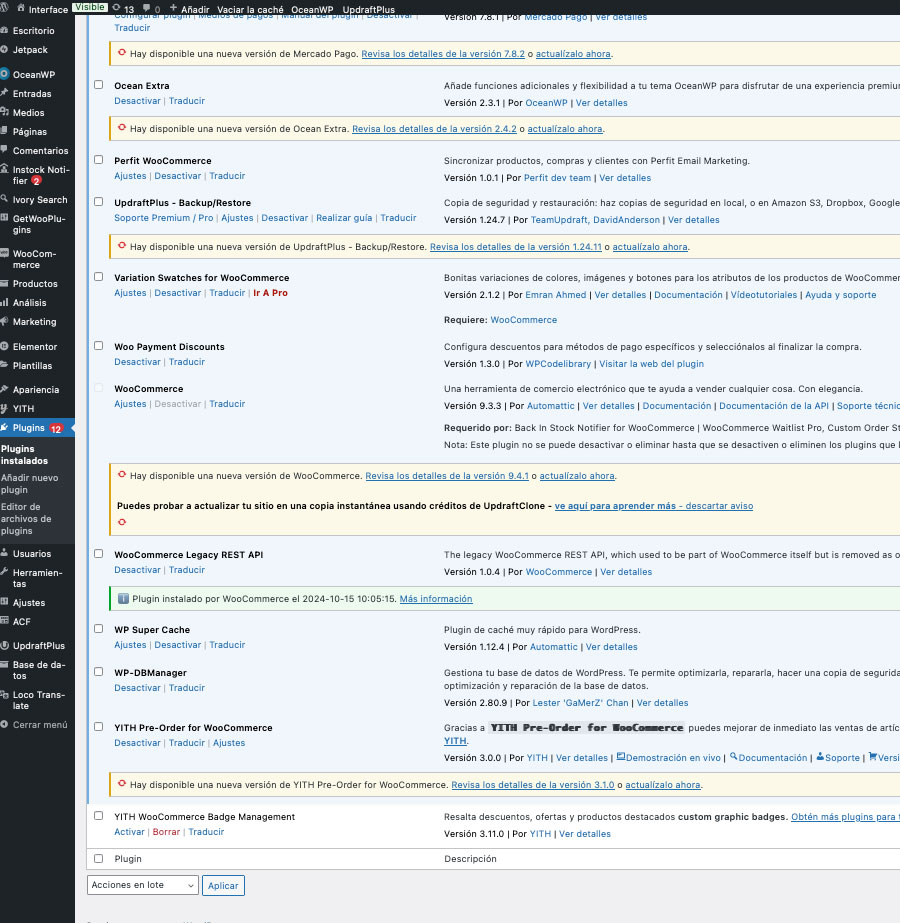 Interface Visible 13 0 Añadir Vaciar la caché OceanWP UpdraftPlus
Escritorio
Jetpack
OceanWP
Entradas
Medios
Páginas
Comentarios
Instock Noti-
fier 2
Ivory Search
GetWooPlu-
gins
WooCom-
merce
Productos
Análisis
Marketing
Elementor
Plantillas
Apariencia
YITH
Plugins 12
Plugins
instalados
Añadir nuevo
plugin
Editor de
archivos de
plugins
Usuarios
Herramien-
tas
Ajustes
ACF
UpdraftPlus
Base de da-
tos
Loco Trans-
late
Cerrar menú
Configurar plugin | Mercado Pago | Manual del plugin | Desactivar |
Traducir
Versión 7.8.1 | Por Mercado Pago | Ver detalles
Hay disponible una nueva versión de Mercado Pago. Revisa los detalles de la versión 7.8.2 o actualízalo ahora.
Ocean Extra
Desactivar | Traducir
Añade funciones adicionales y flexibilidad a tu tema OceanWP para disfrutar de una experiencia
Versión 2.3.1 | Por OceanWP | Ver detalles
Hay disponible una nueva versión de Ocean Extra. Revisa los detalles de la versión 2.4.2 o actualízalo ahora.
Perfit WooCommerce
Ajustes | Desactivar | Traducir
Sincronizar productos, compras y clientes con Perfit Email Marketing.
Versión 1.0.1 | Por Perfit dev team | Ver detalles
UpdraftPlus - Backup/Restore
Soporte Premium / Pro | Ajustes | Desactivar | Realizar guía | Traducir
Copia de seguridad y restauración: haz copias de seguridad en local, o en Amazon S3, Dropbox, Google
Versión 1.24.7 | Por TeamUpdraft, DavidAnderson | Ver detalles
Hay disponible una nueva versión de UpdraftPlus - Backup/Restore. Revisa los detalles de la versión 1.24.11 o actualízalo ahora.
Variation Swatches for WooCommerce
Ajustes | Desactivar | Traducir | Ir A Pro
Bonitas variaciones de colores, imágenes y botones para los atributos de los productos de WooCommer
Versión 2.1.2 | Por Emran Ahmed | Ver detalles | Documentación | Vídeotutoriales | Ayuda y soporte
Requiere: WooCommerce
Woo Payment Discounts
Desactivar | Traducir
Configura descuentos para métodos de pago específicos y selecciónalos al finalizar la compra.
Versión 1.3.0 | Por WPCodelibrary | Visitar la web del plugin
WooCommerce
Ajustes | Desactivar | Traducir
Una herramienta de comercio electrónico que te ayuda a vender cualquier cosa. Con elegancia.
Versión 9.3.3 | Por Automattic | Ver detalles | Documentación | Documentación de la API | Soporte técnic
Requerido por: Back In Stock Notifier for WooCommerce | WooCommerce Waitlist Pro, Custom Order St
Nota: Este plugin no se puede desactivar o eliminar hasta que se desactiven o eliminen los plugins que l
Hay disponible una nueva versión de WooCommerce. Revisa los detalles de la versión 9.4.1 o actualízalo ahora.
Puedes probar a actualizar tu sitio en una copia instantánea usando créditos de UpdraftClone - ve aquí para aprender más - descartar aviso
WooCommerce Legacy REST API
Desactivar | Traducir
The legacy WooCommerce REST API, which used to be part of WooCommerce itself but is removed as o
Versión 1.0.4 | Por WooCommerce | Ver detalles
Plugin instalado por WooCommerce el 2024-10-15 10:05:15. Más información
WP Super Cache
Ajustes | Desactivar | Traducir
Plugin de caché muy rápido para WordPress.
Versión 1.12.4 | Por Automattic | Ver detalles
WP-DBManager
Desactivar | Traducir
Gestiona tu base de datos de WordPress. Te permite optimizarla, repararla, hacer una copia de segurida
optimización y reparación de la base de datos.
Versión 2.80.9 | Por Lester 'GaMerZ' Chan | Ver detalles
YITH Pre-Order for WooCommerce
Desactivar | Traducir | Ajustes
Gracias a YITH Pre-Order for WooCommerce puedes mejorar de inmediato las ventas de artíc
YITH.
Versión 3.0.0 | Por YITH | Ver detalles | Demostración en vivo | Documentación | Soporte | Versi
Hay disponible una nueva versión de YITH Pre-Order for WooCommerce. Revisa los detalles de la versión 3.1.0 o actualízalo ahora.
YITH WooCommerce Badge Management
Activar | Borrar | Traducir
Resalta descuentos, ofertas y productos destacados custom graphic badges. Obtén más plugins para
Versión 3.11.0 | Por YITH | Ver detalles
Plugin
Descripción
Acciones en lote
Aplicar